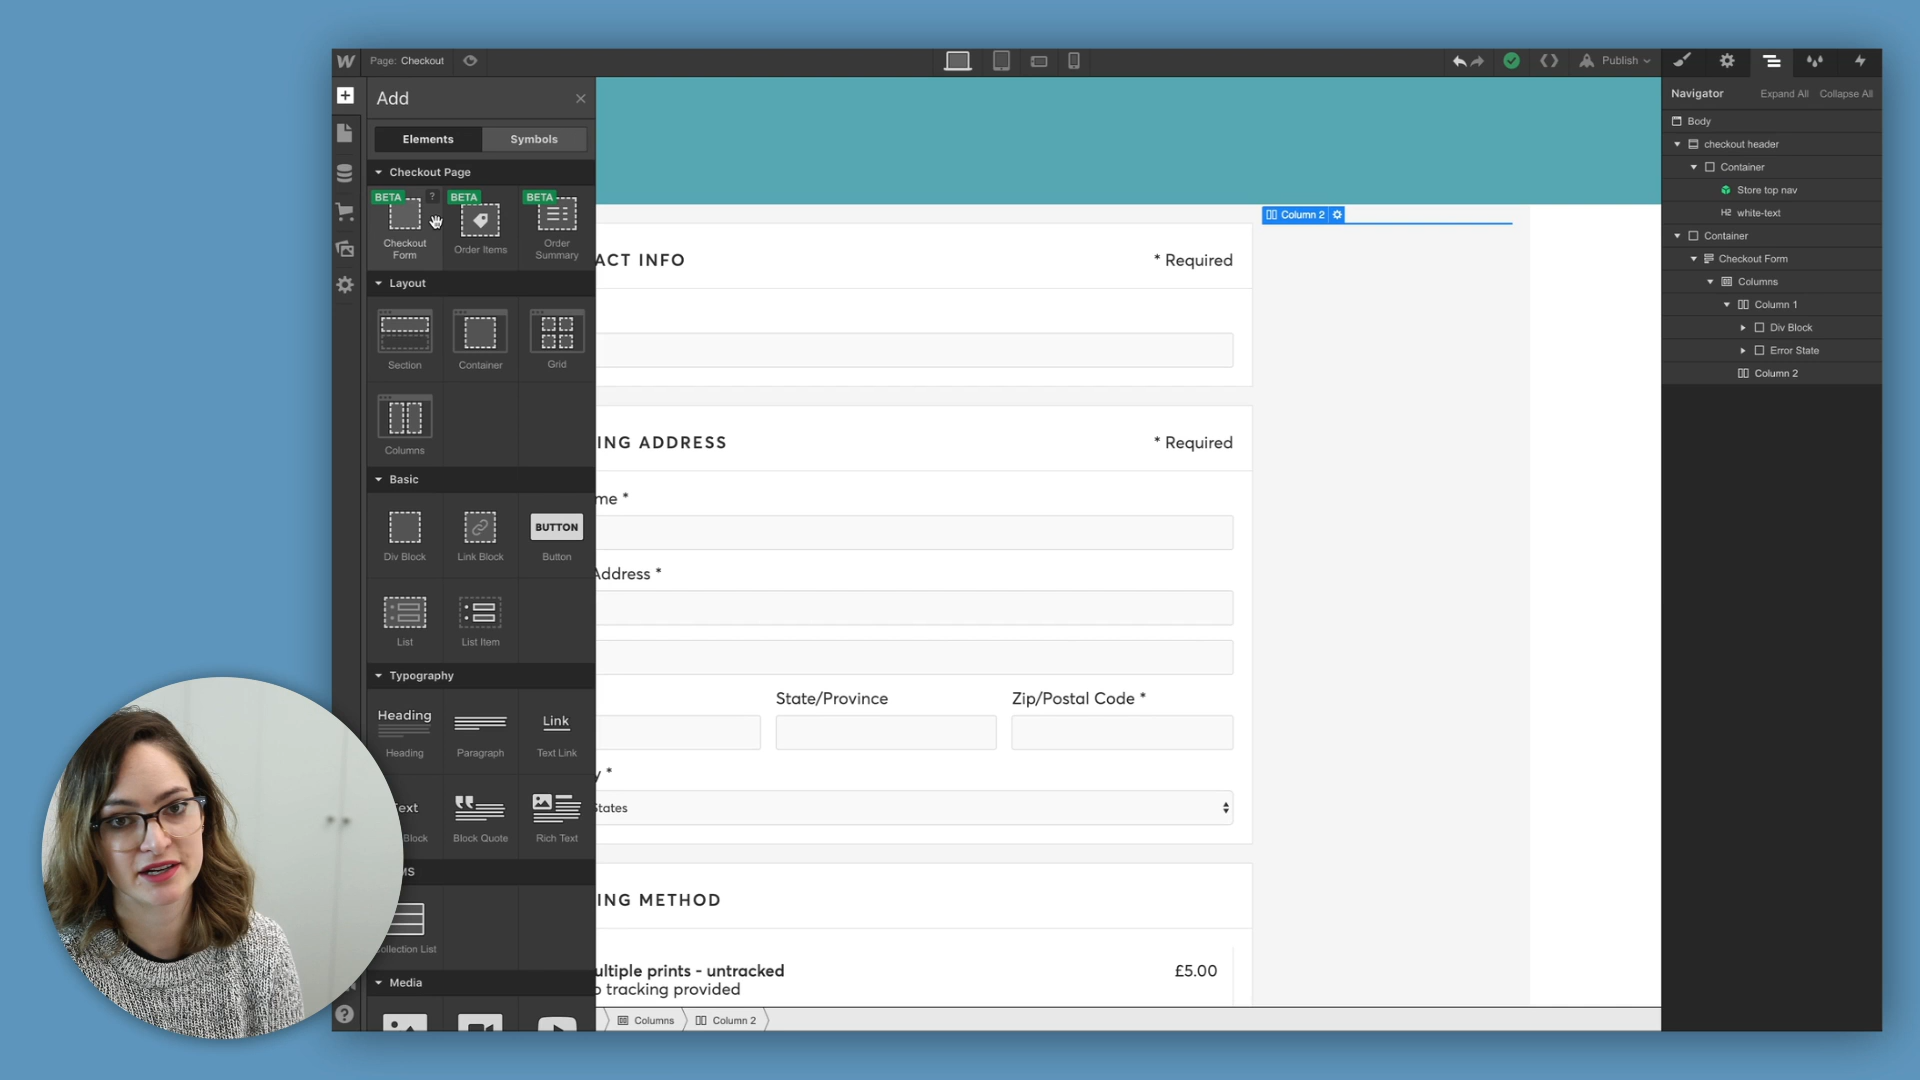 Page: Checkout
Publish
Add
Elements
Symbols
Checkout Page
BETA
?
BETA
BETA
Checkout
Form
Order Items
Order
Summary
Layout
Section
Container
Grid
Columns
Basic
BUTTON
Div Block
Link Block
Button
List
List Item
Typography
Heading
Link
Heading
Paragraph
Text Link
ext
Block
Block Quote
Rich Text
MS
ollection List
Media
?
Column 2
ACT INFO
* Required
ING ADDRESS
* Required
me *
Address *
State/Province
Zip/Postal Code *
y *
States
ING METHOD
ultiple prints - untracked
£5.00
o tracking provided
Columns
Column 2
Navigator
Expand All
Collapse All
Body
checkout header
Container
Store top nav
H2 white-text
Container
Checkout Form
Columns
Column 1
Div Block
Error State
Column 2